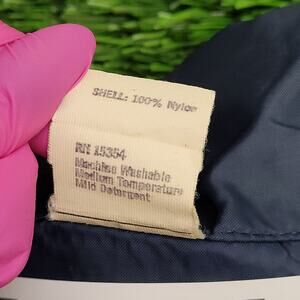 SHELL: 100% Nylon
RN 15354
Machine Washable
Medium Temperature
Mild Detergent